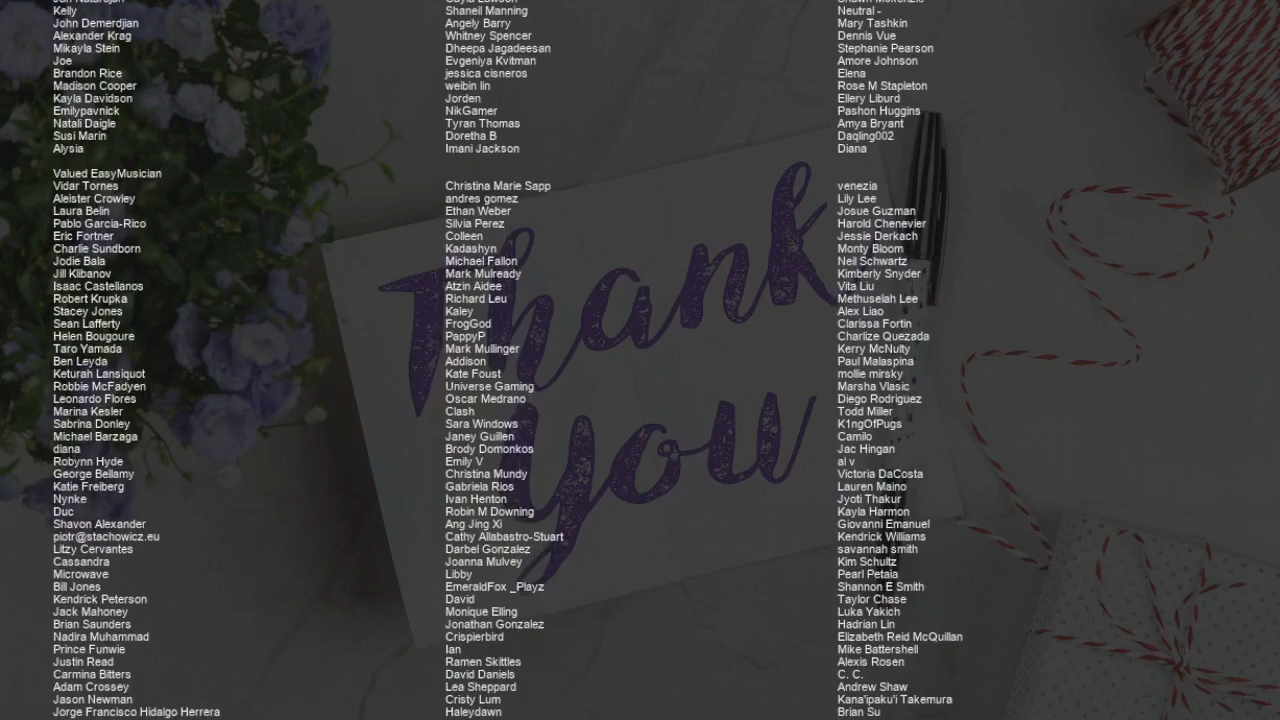 Kelly
John Demerdjian
Alexander Krag
Mikayla Stein
Joe
Brandon Rice
Madison Cooper
Kayla Davidson
Emilypavnick
Natali Daigle
Susi Marin
Alysia
Valued EasyMusician
Vidar Tornes
Aleister Crowley
Laura Belin
Pablo Garcia-Rico
Eric Fortner
Charlie Sundborn
Jodie Bala
Jill Klibanov
Isaac Castellanos
Robert Krupka
Stacey Jones
Sean Lafferty
Helen Bougoure
Taro Yamada
Ben Leyda
Keturah Lansiquot
Robbie McFadyen
Leonardo Flores
Marina Kesler
Sabrina Donley
Michael Barzaga
diana
Robynn Hyde
George Bellamy
Katie Freiberg
Nynke
Duc
Shavon Alexander
piotr@stachowicz.eu
Litzy Cervantes
Cassandra
Microwave
Bill Jones
Kendrick Peterson
Jack Mahoney
Brian Saunders
Nadira Muhammad
Prince Funwie
Justin Read
Carmina Bitters
Adam Crossey
Jason Newman
Jorge Francisco Hidalgo Herrera
Shaneil Manning
Angely Barry
Whitney Spencer
Dheepa Jagadeesan
Evgeniya Kvitman
jessica cisneros
weibin lin
Jorden
NikGamer
Tyran Thomas
Doretha B
Imani Jackson
Christina Marie Sapp
andres gomez
Ethan Weber
Silvia Perez
Colleen
Kadashyn
Michael Fallon
Mark Mulready
Atzin Aidee
Richard Leu
Kaley
FrogGod
PappyP
Mark Mullinger
Addison
Kate Foust
Universe Gaming
Oscar Medrano
Clash
Sara Windows
Janey Guillen
Brody Domonkos
Emily V
Christina Mundy
Gabriela Rios
Ivan Henton
Robin M Downing
Ang Jing Xi
Cathy Allabastro-Stuart
Darbel Gonzalez
Joanna Mulvey
Libby
EmeraldFox _Playz
David
Monique Elling
Jonathan Gonzalez
Crispierbird
Ian
Ramen Skittles
David Daniels
Lea Sheppard
Cristy Lum
Haleydawn
Neutral -
Mary Tashkin
Dennis Vue
Stephanie Pearson
Amore Johnson
Elena
Rose M Stapleton
Ellery Liburd
Pashon Huggins
Amya Bryant
Daqling002
Diana
venezia
Lily Lee
Josue Guzman
Harold Chenevier
Jessie Derkach
Monty Bloom
Neil Schwartz
Kimberly Snyder
Vita Liu
Methuselah Lee
Alex Liao
Clarissa Fortin
Charlize Quezada
Kerry McNulty
Paul Malaspina
mollie mirsky
Marsha Vlasic
Diego Rodriguez
Todd Miller
K1ngOfPugs
Camilo
Jac Hingan
al v
Victoria DaCosta
Lauren Maino
Jyoti Thakur
Kayla Harmon
Giovanni Emanuel
Kendrick Williams
savannah smith
Kim Schultz
Pearl Petaia
Shannon E Smith
Taylor Chase
Luka Yakich
Hadrian Lin
Elizabeth Reid McQuillan
Mike Battershell
Alexis Rosen
C. C.
Andrew Shaw
Kana'ipaku'i Takemura
Brian Su
Thank
you